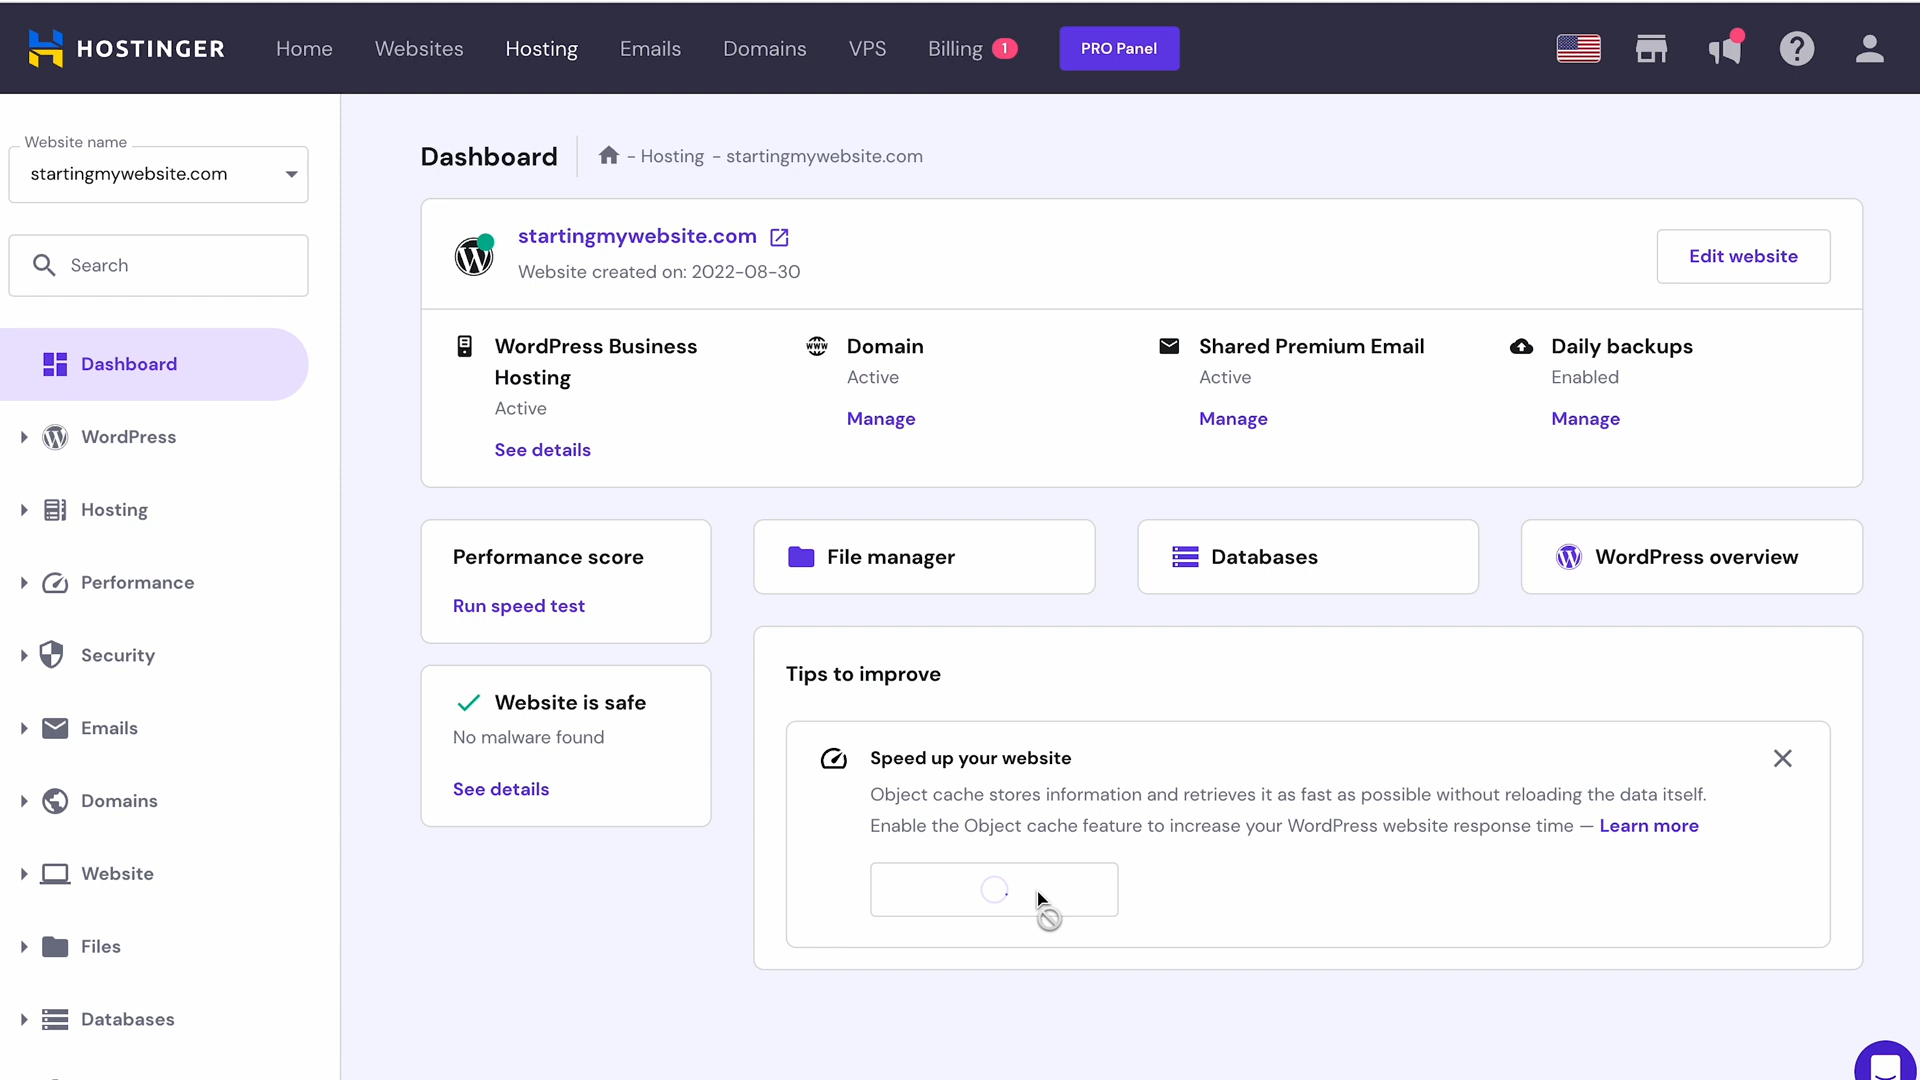 HOSTINGER
Home
Websites
Hosting
Emails
Domains
VPS
Billing 1
PRO Panel
Website name
startingmywebsite.com
Search
Dashboard
WordPress
Hosting
Performance
Security
Emails
Domains
Website
Files
Databases
Dashboard
- Hosting - startingmywebsite.com
startingmywebsite.com
Website created on: 2022-08-30
Edit website
WordPress Business
Hosting
Active
See details
Domain
Active
Manage
Shared Premium Email
Active
Manage
Daily backups
Enabled
Manage
Performance score
Run speed test
File manager
Databases
WordPress overview
Website is safe
No malware found
See details
Tips to improve
Speed up your website
Object cache stores information and retrieves it as fast as possible without reloading the data itself.
Enable the Object cache feature to increase your WordPress website response time — Learn more